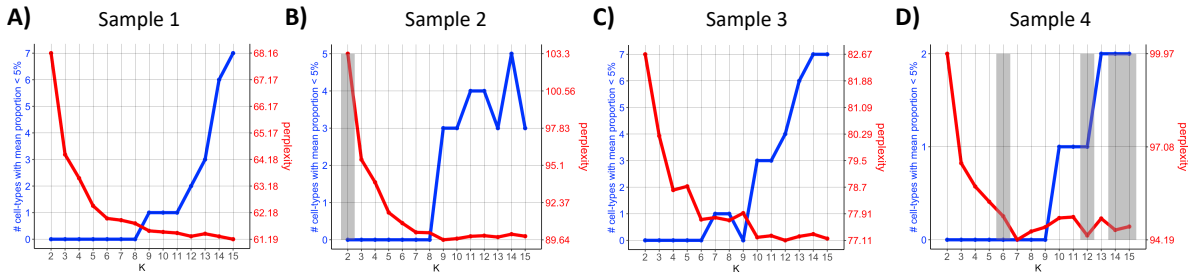 A) Sample 1
# cell-types with mean proportion < 5%
7
6
5
4
3
2
1
0
68.16
67.17
66.17
65.17
64.18
63.18
62.18
61.19
perplexity
2 3 4 5 6 7 8 9 10 11 12 13 14 15
K
B) Sample 2
# cell-types with mean proportion < 5%
5
4
3
2
1
0
103.3
100.56
97.83
95.1
92.37
89.64
perplexity
2 3 4 5 6 7 8 9 10 11 12 13 14 15
K
C) Sample 3
# cell-types with mean proportion < 5%
7
6
5
4
3
2
1
0
82.67
81.88
81.09
80.29
79.5
78.7
77.91
77.11
perplexity
2 3 4 5 6 7 8 9 10 11 12 13 14 15
K
D) Sample 4
# cell-types with mean proportion < 5%
2
1
0
99.97
97.08
94.19
perplexity
2 3 4 5 6 7 8 9 10 11 12 13 14 15
K